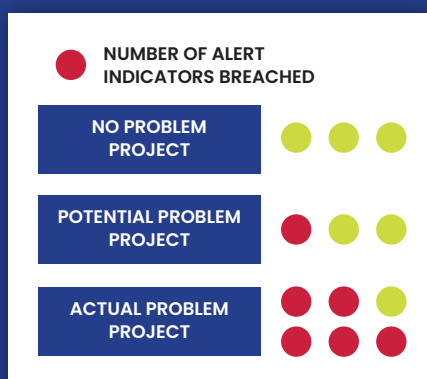 NUMBER OF ALERT
INDICATORS BREACHED
NO PROBLEM
PROJECT
POTENTIAL PROBLEM
PROJECT
ACTUAL PROBLEM
PROJECT